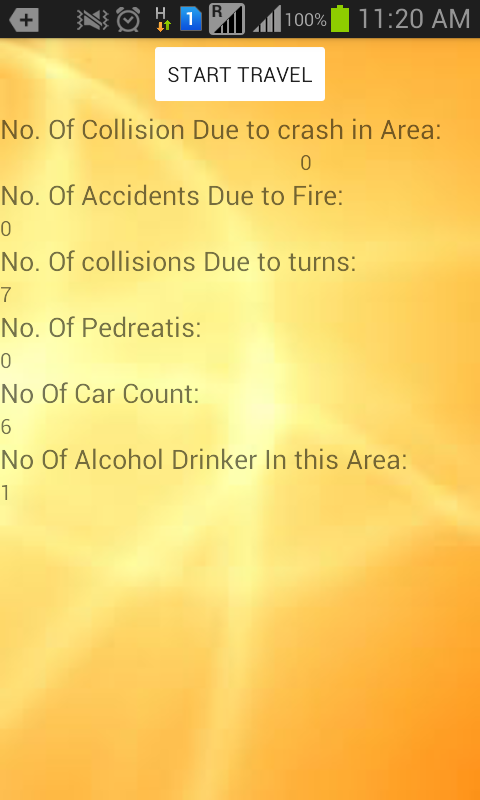 H 1 R 100% 11:20 AM
START TRAVEL
No. Of Collision Due to crash in Area:
0
No. Of Accidents Due to Fire:
0
No. Of collisions Due to turns:
7
No. Of Pedreatis:
0
No Of Car Count:
6
No Of Alcohol Drinker In this Area:
1